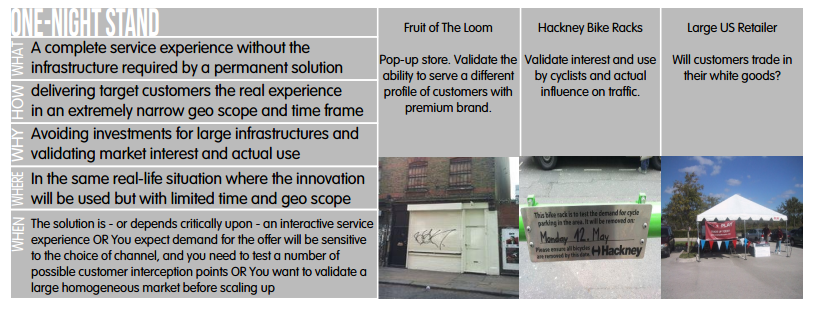 ONE-NIGHT STAND
WHAT
A complete service experience without the
infrastructure required by a permanent solution
HOW
delivering target customers the real experience
in an extremely narrow geo scope and time frame
WHY
Avoiding investments for large infrastructures and
validating market interest and actual use
WHERE
In the same real-life situation where the innovation
will be used but with limited time and geo scope
WHEN
The solution is - or depends critically upon - an interactive service
experience OR You expect demand for the offer will be sensitive
to the choice of channel, and you need to test a number of
possible customer interception points OR You want to validate a
large homogeneous market before scaling up
Fruit of The Loom
Pop-up store. Validate the
ability to serve a different
profile of customers with
premium brand.
Hackney Bike Racks
Validate interest and use
by cyclists and actual
influence on traffic.
This bike rack is to test the demand for cycle
parking in the area. It will be removed on:
Monday 12. May
Please ensure all bicycles
are removed by this date
Hackney
Large US Retailer
Will customers trade in
their white goods?